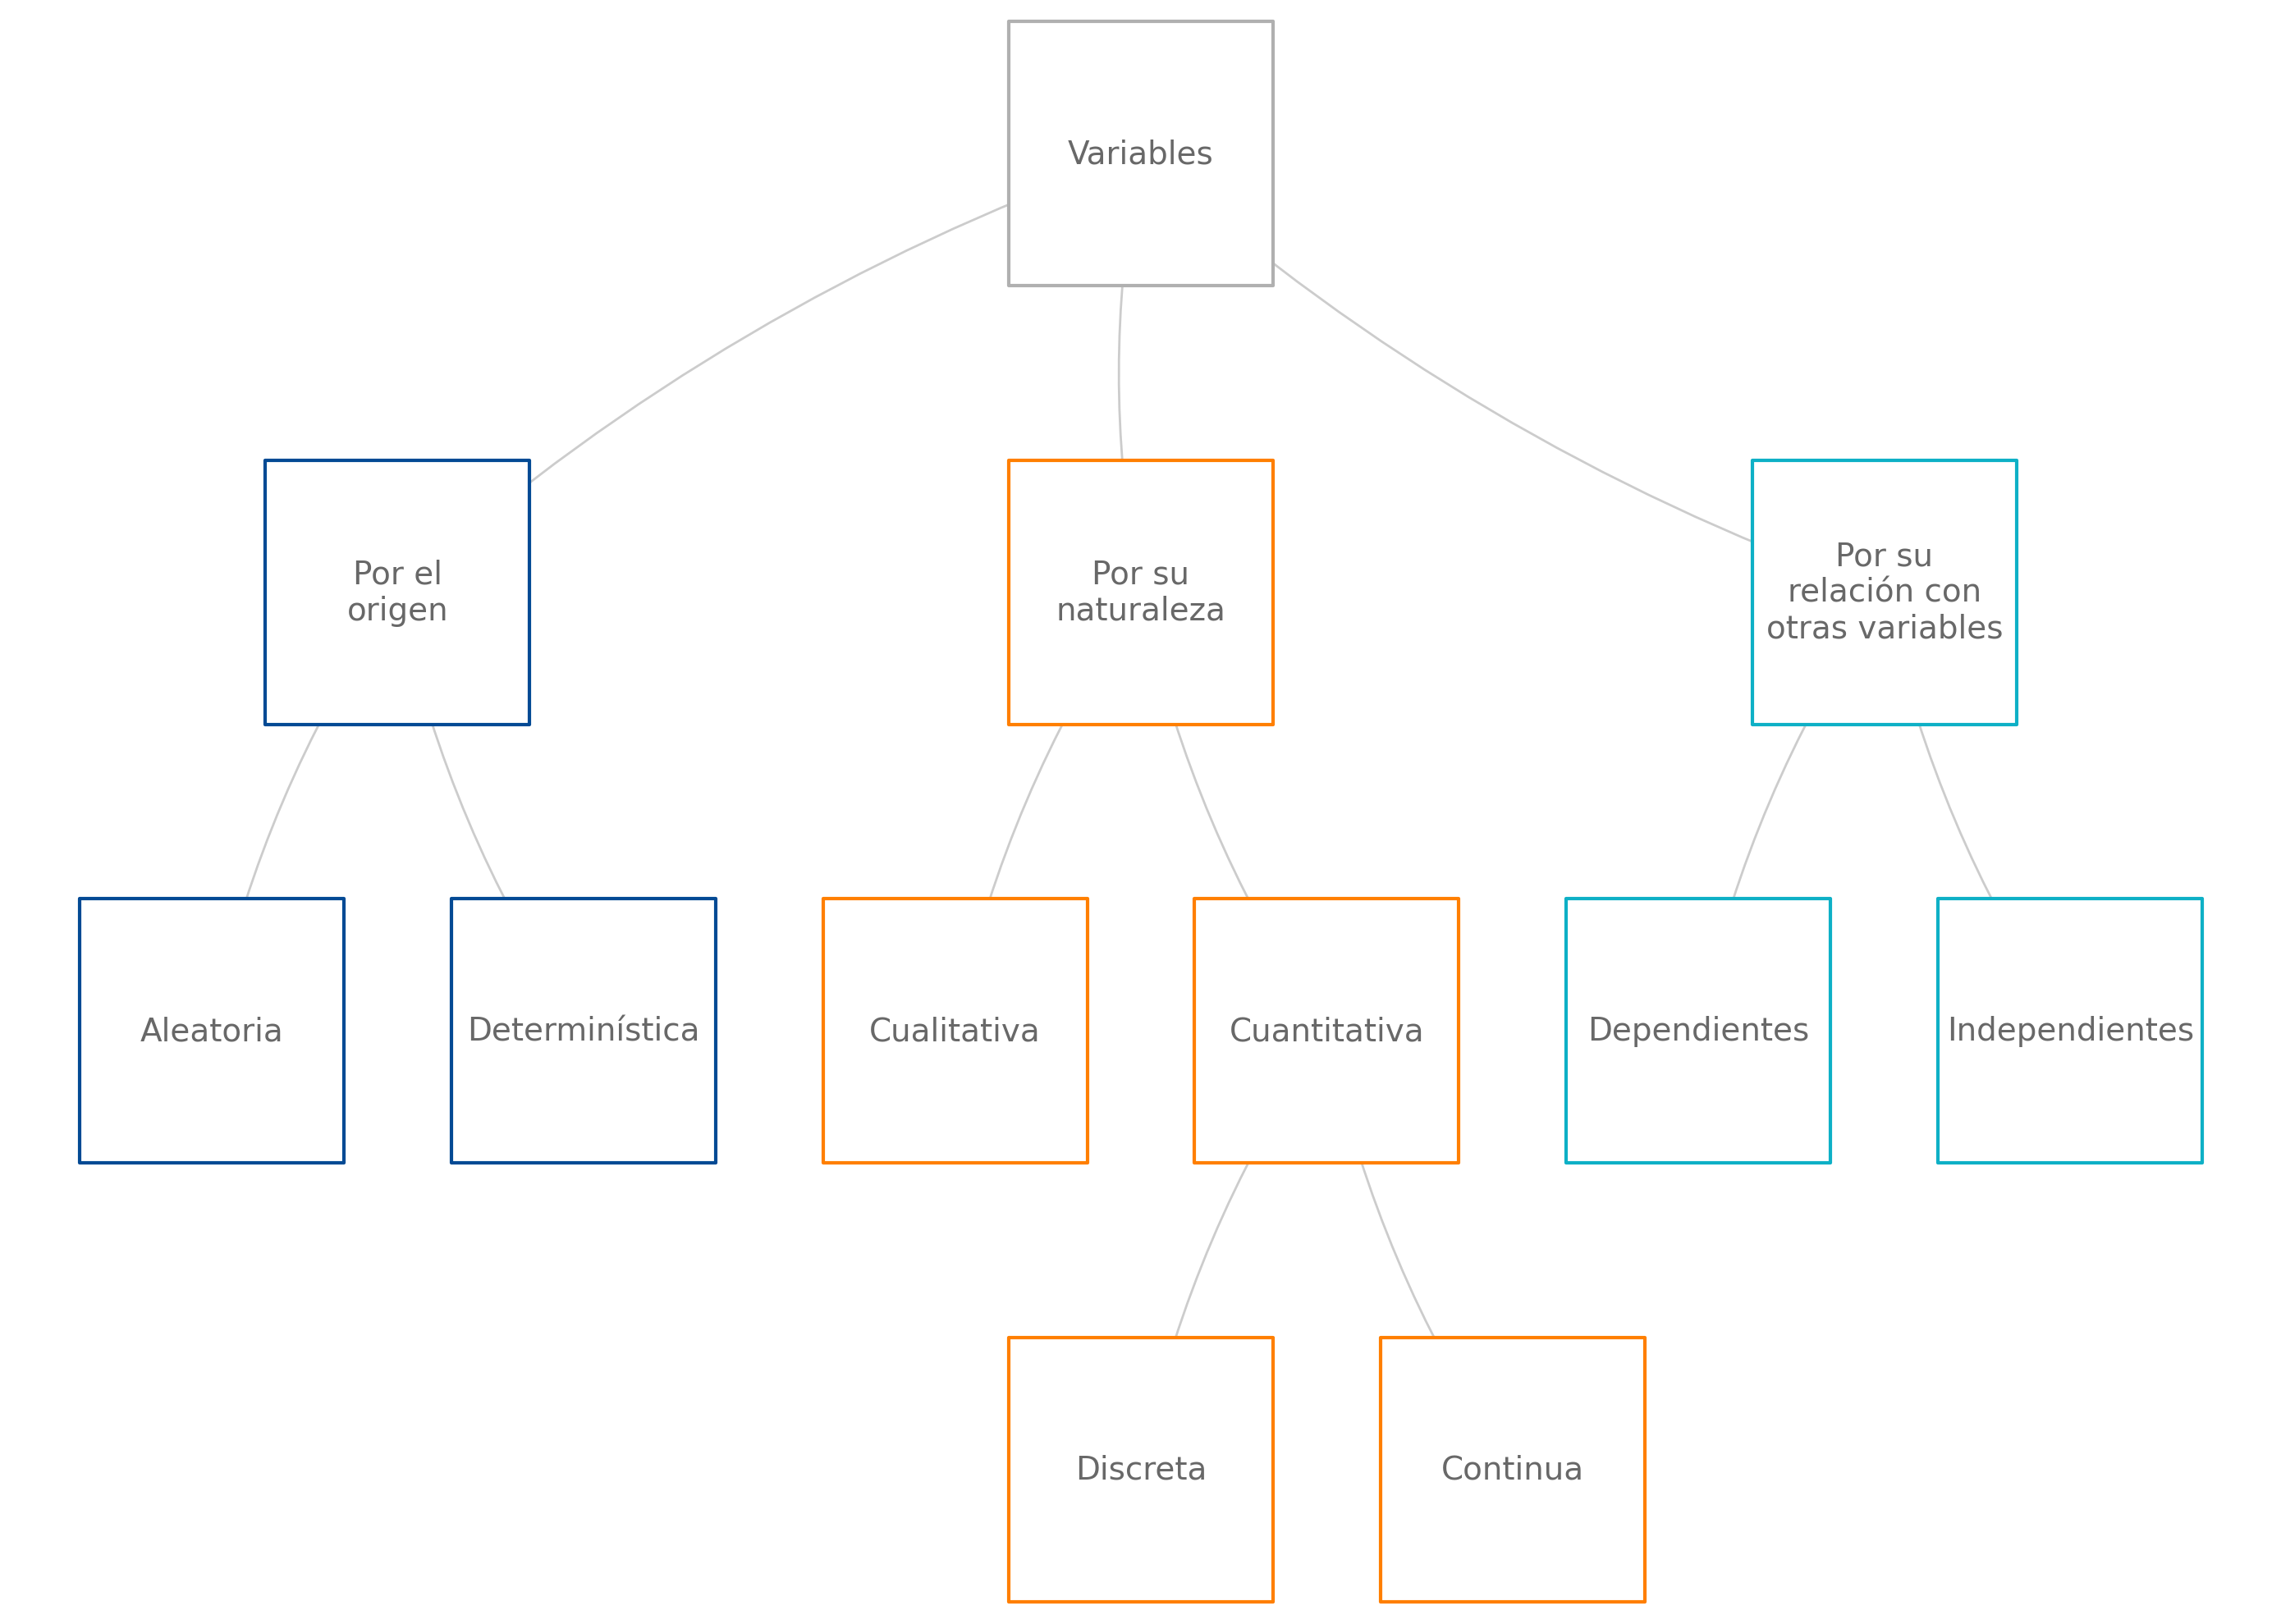 Variables
Por el
origen
Por su
naturaleza
Por su
relación con
otras variables
Aleatoria
Determinística
Cualitativa
Cuantitativa
Dependientes
Independientes
Discreta
Continua